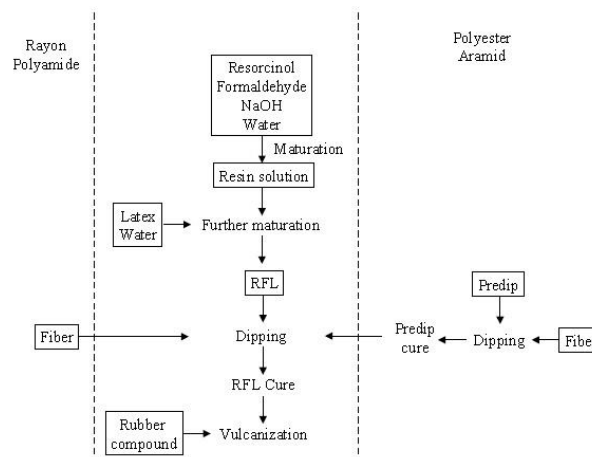 Rayon
Polyamide
Polyester
Aramid
Resorcinol
Formaldehyde
NaOH
Water
Maturation
Resin solution
Latex
Water
Further maturation
RFL
Predip
Fiber
Dipping
Predip
cure
Dipping
Fiber
RFL Cure
Rubber
compound
Vulcanization